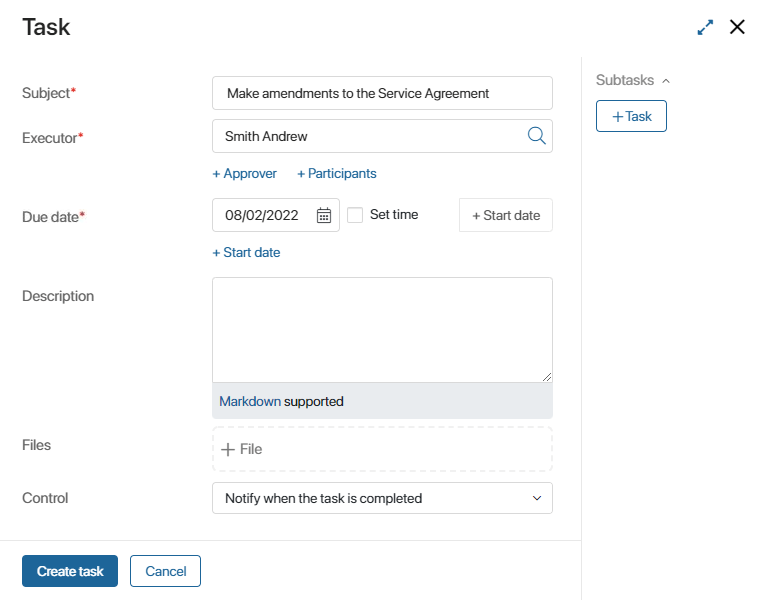 Task
Subject*
Make amendments to the Service Agreement
Executor*
Smith Andrew
+ Approver + Participants
Due date*
08/02/2022
Set time
+ Start date
+ Start date
Description
Markdown supported
Files
+ File
Control
Notify when the task is completed
Create task
Cancel
Subtasks
+ Task